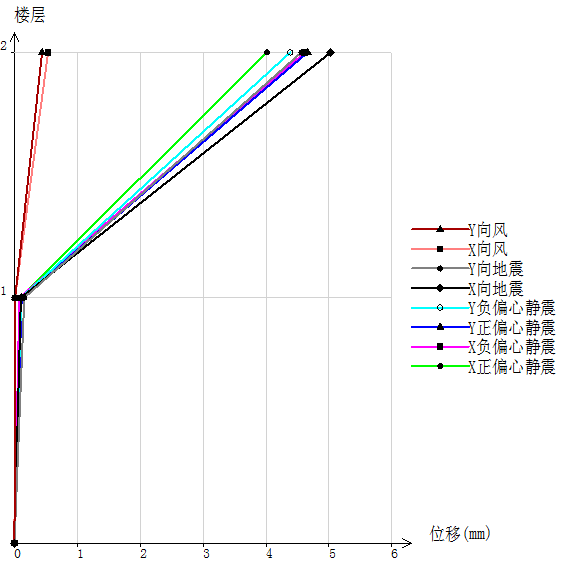 楼层
2
Y向风
X向风
Y向地震
1
X向地震
Y负偏心静震
Y正偏心静震
X负偏心静震
X正偏心静震
位移(mm)
0 1 2 3 4 5 6